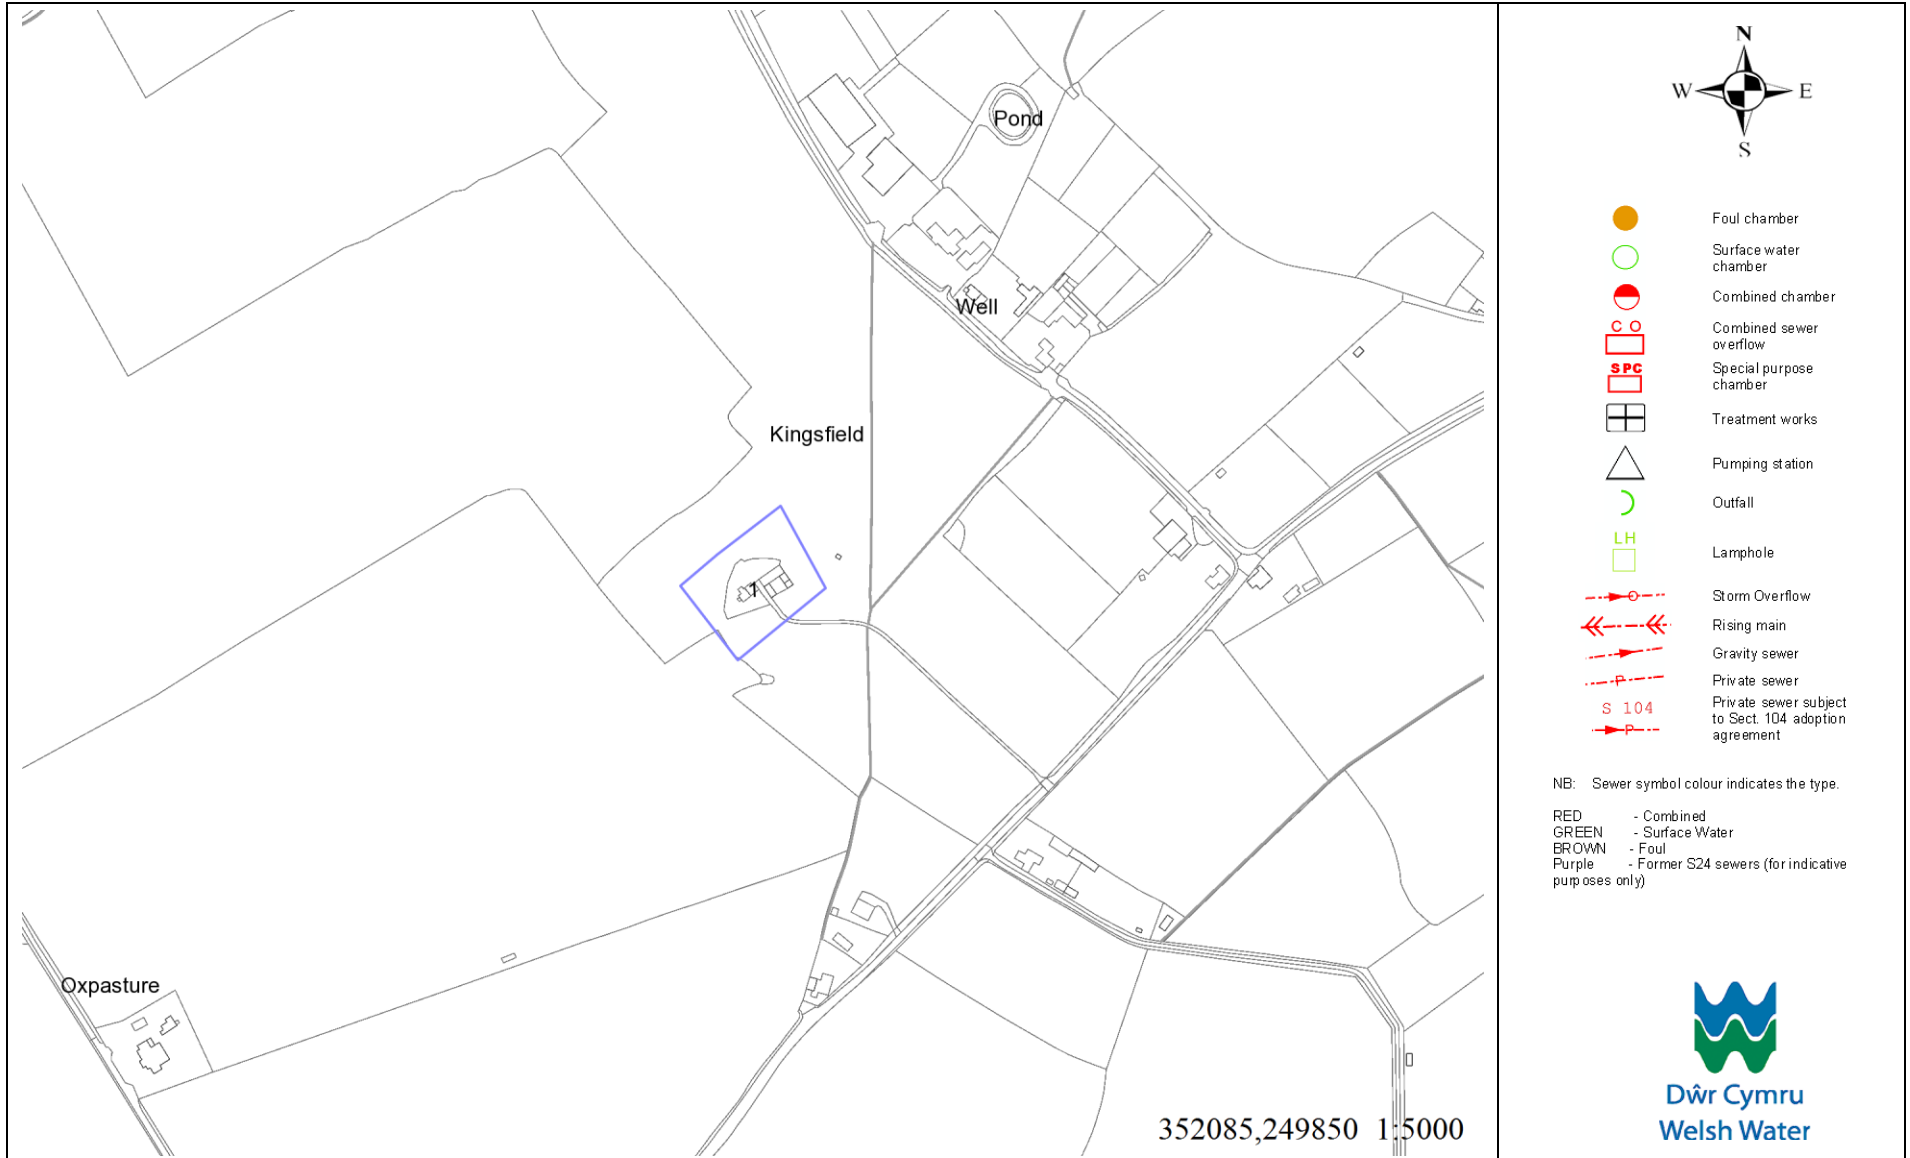 Pond
Well
Kingsfield
1
Oxpasture
352085,249850 1:5000
N
W E
S
Foul chamber
Surface water
chamber
Combined chamber
C O
Combined sewer
overflow
SPC
Special purpose
chamber
Treatment works
Pumping station
Outfall
LH
Lamphole
Storm Overflow
Rising main
Gravity sewer
P
Private sewer
S 104
P
Private sewer subject
to Sect. 104 adoption
agreement
NB: Sewer symbol colour indicates the type.
RED - Combined
GREEN - Surface Water
BROWN - Foul
Purple - Former S24 sewers (for indicative
purposes only)
Dŵr Cymru
Welsh Water